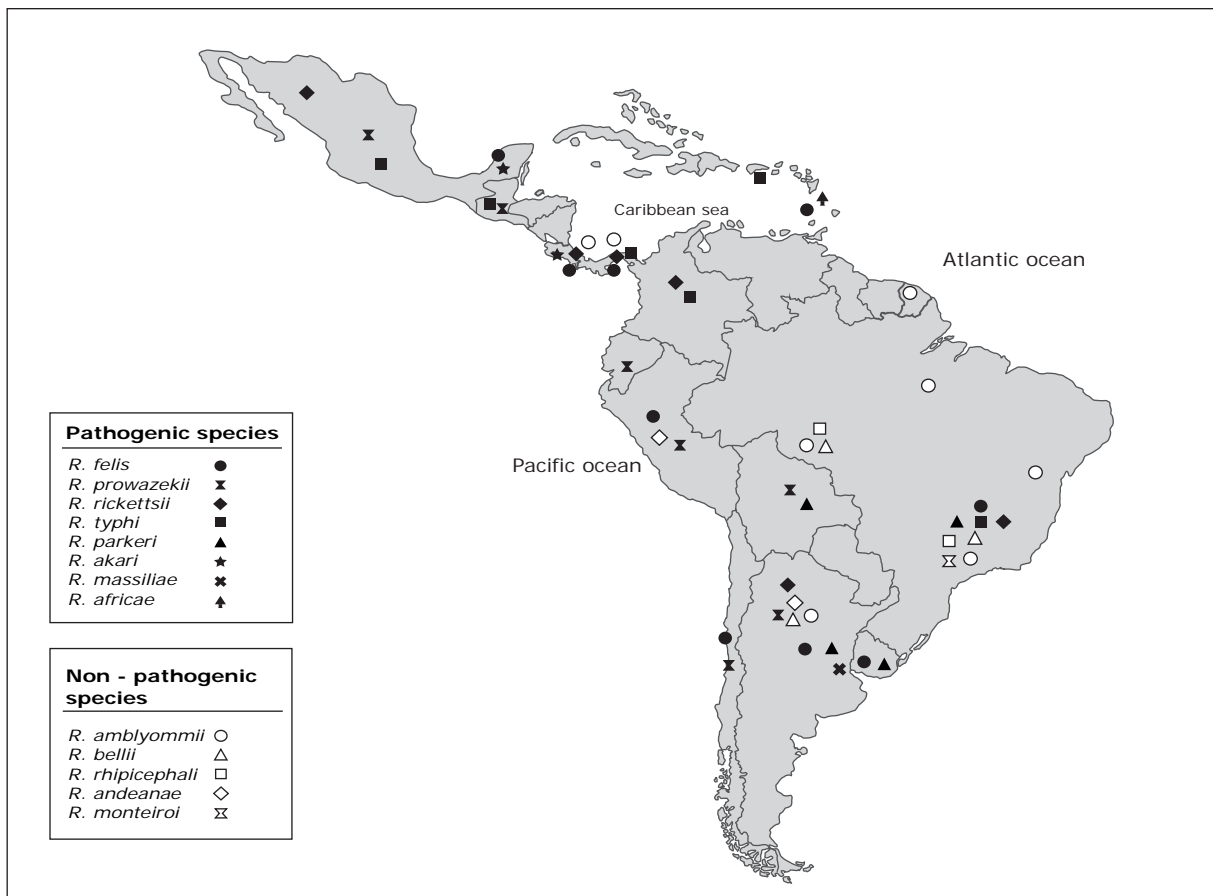 Caribbean sea
Atlantic ocean
Pacific ocean
Pathogenic species
R. felis
R. prowazekii
R. rickettsii
R. typhi
R. parkeri
R. akari
R. massiliae
R. africae
Non - pathogenic
species
R. amblyommii
R. bellii
R. rhipicephali
R. andeanae
R. monteiroi